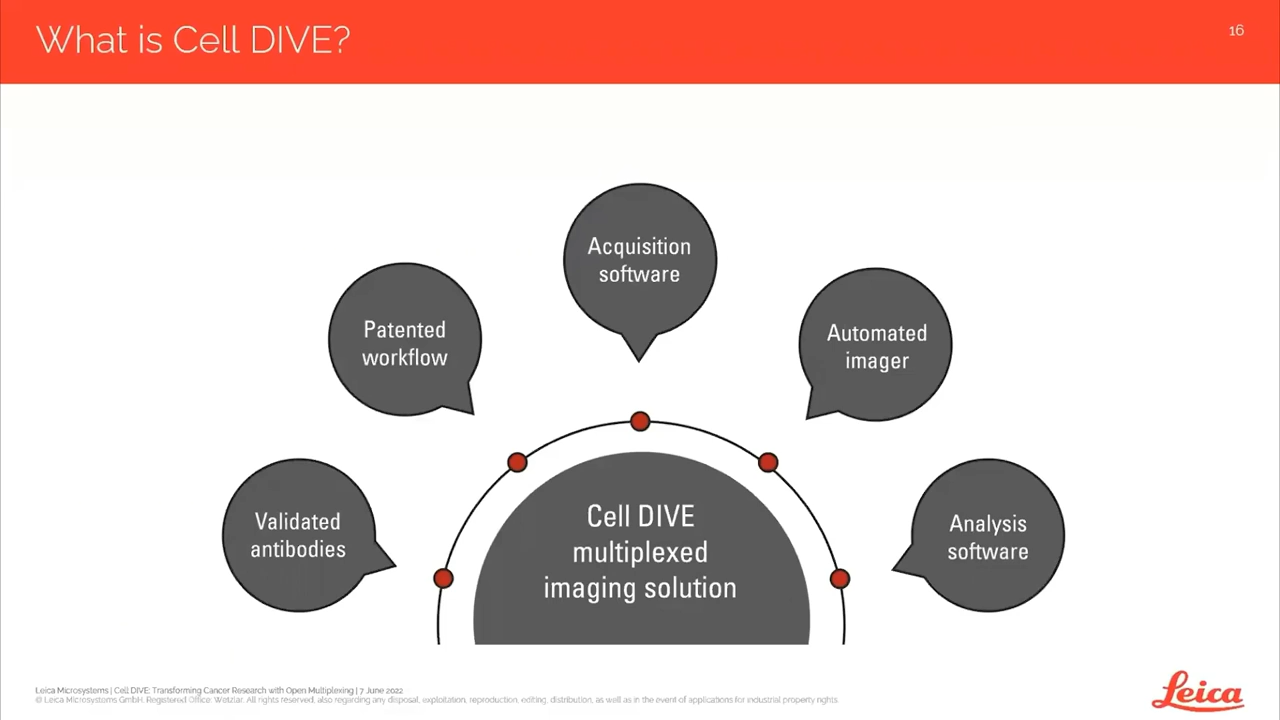 What is Cell DIVE?
16
Acquisition
software
Patented
workflow
Automated
imager
Validated
antibodies
Analysis
software
Cell DIVE
multiplexed
imaging solution
Leica Microsystems | Cell DIVE: Transforming Cancer Research with Open Multiplexing | 7 June 2022
© Leica Microsystems GmbH, Registered Office: Wetzlar. All rights reserved, also regarding any disposal, exploitation, reproduction, editing, distribution, as well as in the event of applications for industrial property rights.
Leica